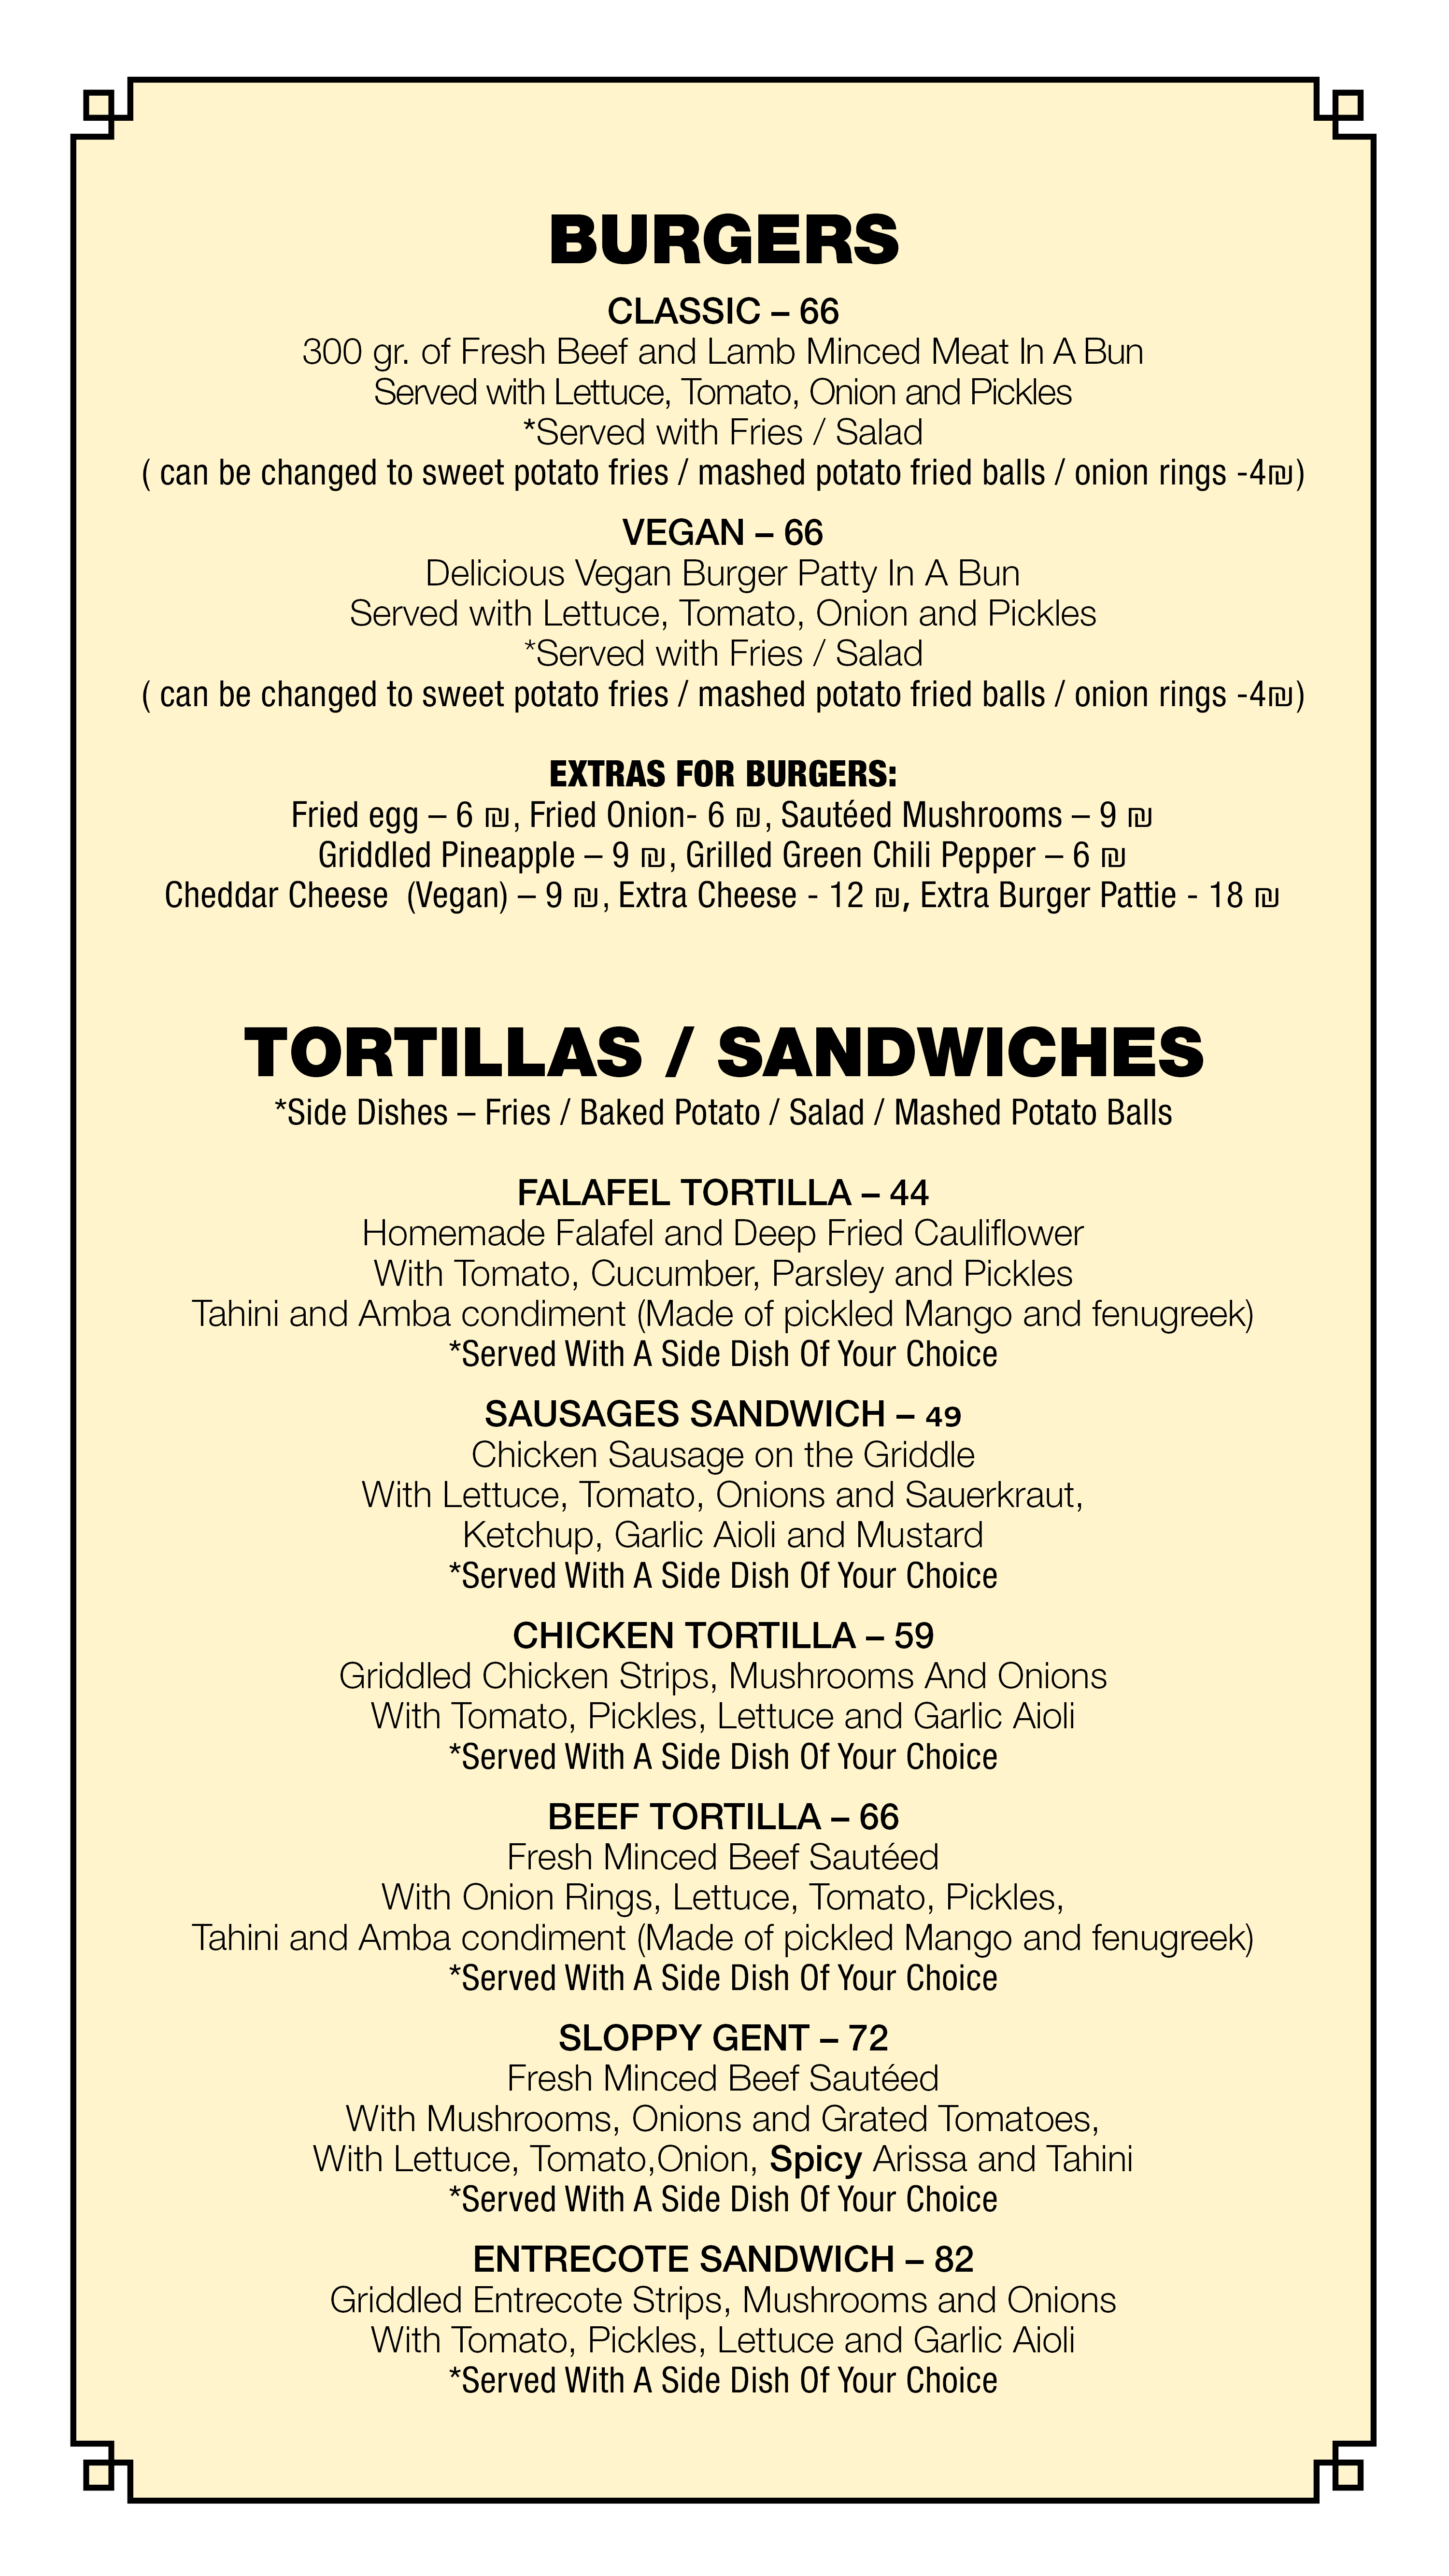 BURGERS
CLASSIC – 66
300 gr. of Fresh Beef and Lamb Minced Meat In A Bun
Served with Lettuce, Tomato, Onion and Pickles
*Served with Fries / Salad
( can be changed to sweet potato fries / mashed potato fried balls / onion rings -4₪)
VEGAN – 66
Delicious Vegan Burger Patty In A Bun
Served with Lettuce, Tomato, Onion and Pickles
*Served with Fries / Salad
( can be changed to sweet potato fries / mashed potato fried balls / onion rings -4₪)
EXTRAS FOR BURGERS:
Fried egg – 6 ₪, Fried Onion- 6 ₪, Sautéed Mushrooms – 9 ₪
Griddled Pineapple – 9 ₪, Grilled Green Chili Pepper – 6 ₪
Cheddar Cheese  (Vegan) – 9 ₪, Extra Cheese - 12 ₪, Extra Burger Pattie - 18 ₪
TORTILLAS / SANDWICHES
*Side Dishes – Fries / Baked Potato / Salad / Mashed Potato Balls
FALAFEL TORTILLA – 44
Homemade Falafel and Deep Fried Cauliflower
With Tomato, Cucumber, Parsley and Pickles
Tahini and Amba condiment (Made of pickled Mango and fenugreek)
*Served With A Side Dish Of Your Choice
SAUSAGES SANDWICH – 49
Chicken Sausage on the Griddle
With Lettuce, Tomato, Onions and Sauerkraut,
Ketchup, Garlic Aioli and Mustard
*Served With A Side Dish Of Your Choice
CHICKEN TORTILLA – 59
Griddled Chicken Strips, Mushrooms And Onions
With Tomato, Pickles, Lettuce and Garlic Aioli
*Served With A Side Dish Of Your Choice
BEEF TORTILLA – 66
Fresh Minced Beef Sautéed
With Onion Rings, Lettuce, Tomato, Pickles,
Tahini and Amba condiment (Made of pickled Mango and fenugreek)
*Served With A Side Dish Of Your Choice
SLOPPY GENT – 72
Fresh Minced Beef Sautéed
With Mushrooms, Onions and Grated Tomatoes,
With Lettuce, Tomato,Onion, Spicy Arissa and Tahini
*Served With A Side Dish Of Your Choice
ENTRECOTE SANDWICH – 82
Griddled Entrecote Strips, Mushrooms and Onions
With Tomato, Pickles, Lettuce and Garlic Aioli
*Served With A Side Dish Of Your Choice